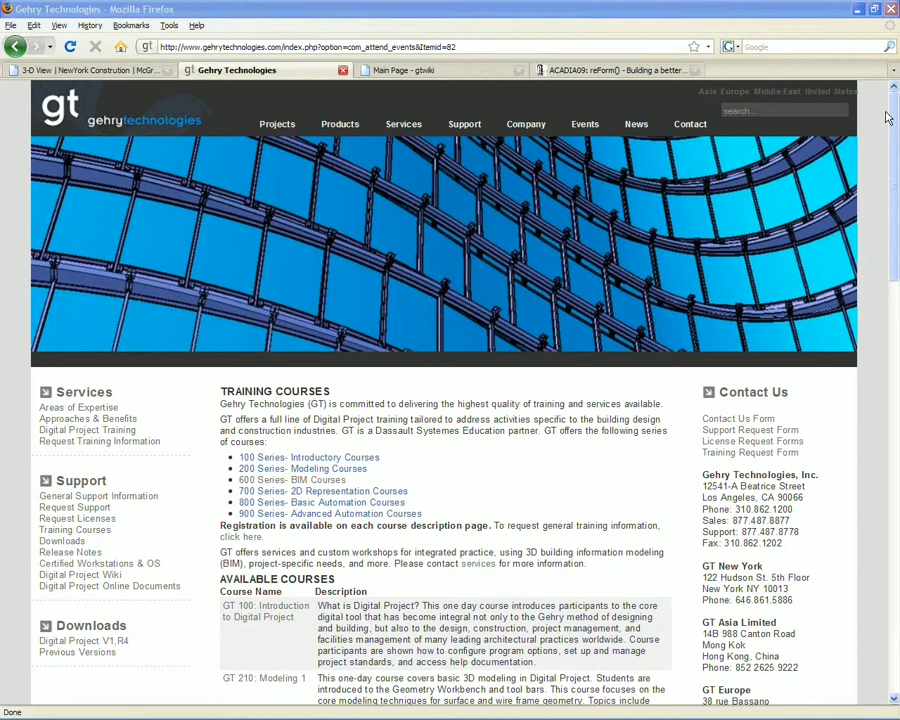 Gehry Technologies - Mozilla Firefox
File Edit View History Bookmarks Tools Help
gt http://www.gehrytechnologies.com/index.php?option=com_attend_events&Itemid=82
Google
3-D View | NewYork Constrution | McGr...
Gehry Technologies
Main Page - gtwiki
ACADIA09: reForm() - Building a better...
Asia Europe Middle East United States
gt gehrytechnologies
search...
Projects Products Services Support Company Events News Contact
Services
Areas of Expertise
Approaches & Benefits
Digital Project Training
Request Training Information
Support
General Support Information
Request Support
Request Licenses
Training Courses
Downloads
Release Notes
Certified Workstations & OS
Digital Project Wiki
Digital Project Online Documents
Downloads
Digital Project V1,R4
Previous Versions
TRAINING COURSES
Gehry Technologies (GT) is committed to delivering the highest quality of training and services available.
GT offers a full line of Digital Project training tailored to address activities specific to the building design
and construction industries. GT is a Dassault Systemes Education partner. GT offers the following series
of courses:
100 Series- Introductory Courses
200 Series- Modeling Courses
600 Series- BIM Courses
700 Series- 2D Representation Courses
800 Series- Basic Automation Courses
900 Series- Advanced Automation Courses
Registration is available on each course description page. To request general training information,
click here.
GT offers services and custom workshops for integrated practice, using 3D building information modeling
(BIM), project-specific needs, and more. Please contact services for more information.
AVAILABLE COURSES
Course Name Description
GT 100: Introduction
to Digital Project
What is Digital Project? This one day course introduces participants to the core
digital tool that has become integral not only to the Gehry method of designing
and building, but also to the design, construction, project management, and
facilities management of many leading architectural practices worldwide. Course
participants are shown how to configure program options, set up and manage
project standards, and access help documentation.
GT 210: Modeling 1
This one-day course covers basic 3D modeling in Digital Project. Students are
introduced to the Geometry Workbench and tool bars. This course focuses on the
core modeling techniques for surface and wire frame geometry. Topics include
Contact Us
Contact Us Form
Support Request Form
License Request Forms
Training Request Form
Gehry Technologies, Inc.
12541-A Beatrice Street
Los Angeles, CA 90066
Phone: 310.862.1200
Sales: 877.487.8877
Support: 877.487.8778
Fax: 310.862.1202
GT New York
122 Hudson St. 5th Floor
New York NY 10013
Phone: 646.861.5886
GT Asia Limited
14B 988 Canton Road
Mong Kok
Hong Kong, China
Phone: 852 2625 9222
GT Europe
38 rue Bassano
Done